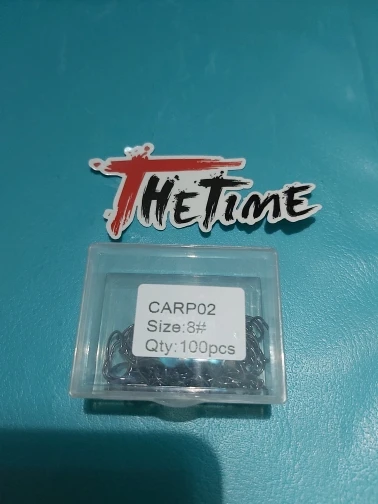 THETIME
CARP02
Size:8#
Qty:100pcs